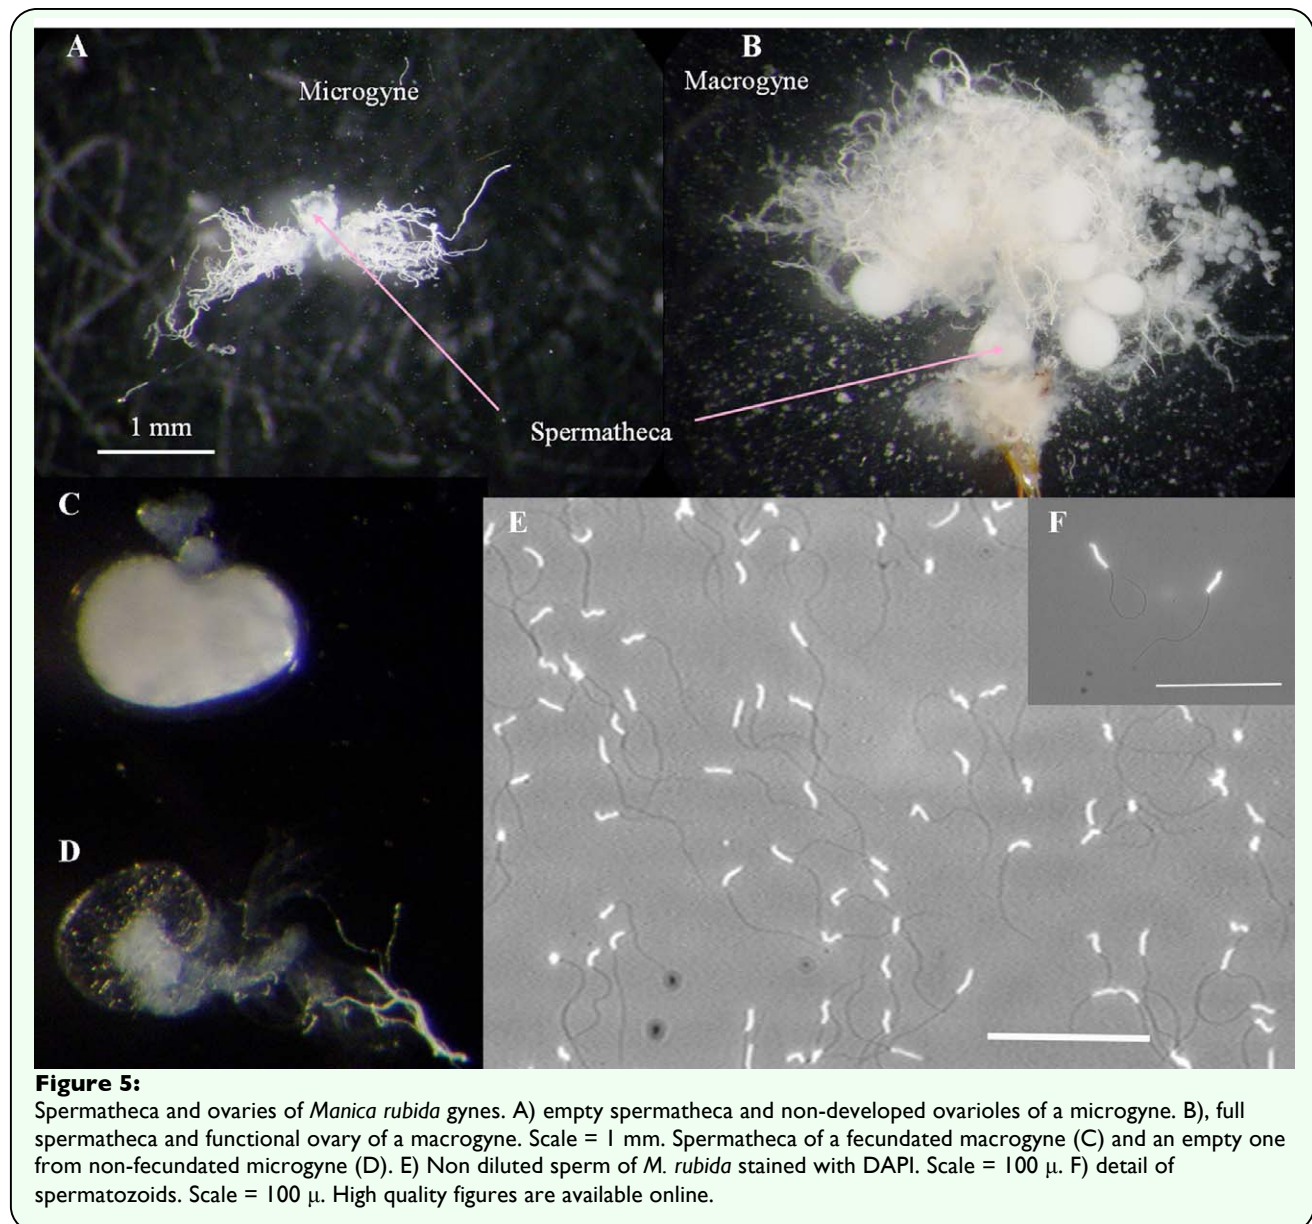 A
Microgyne
B
Macrogyne
1 mm
Spermatheca
C
D
E
F
Figure 5:
Spermatheca and ovaries of Manica rubida gynes. A) empty spermatheca and non-developed ovarioles of a microgyne. B), full
spermatheca and functional ovary of a macrogyne. Scale = 1 mm. Spermatheca of a fecundated macrogyne (C) and an empty one
from non-fecundated microgyne (D). E) Non diluted sperm of M. rubida stained with DAPI. Scale = 100 μ. F) detail of
spermatozoids. Scale = 100 μ. High quality figures are available online.